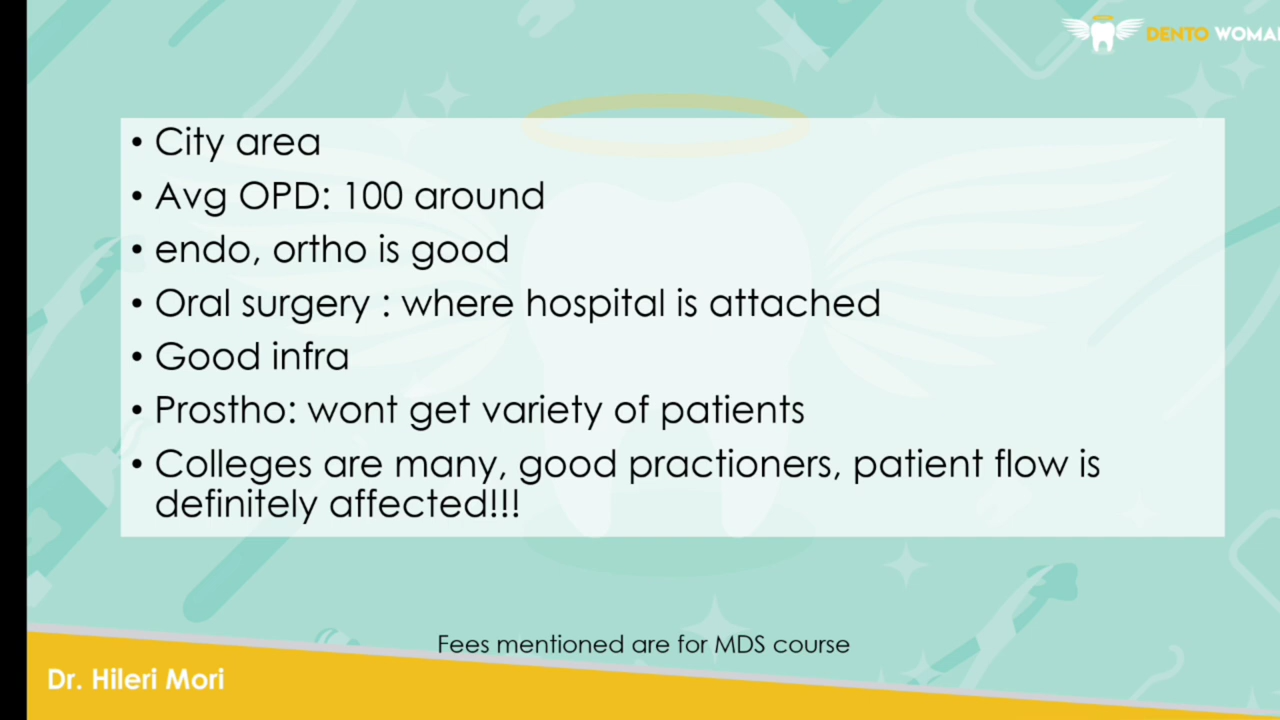 DENTO WOMA
• City area
• Avg OPD: 100 around
• endo, ortho is good
• Oral surgery : where hospital is attached
• Good infra
• Prostho: wont get variety of patients
• Colleges are many, good practioners, patient flow is
definitely affected!!!
Fees mentioned are for MDS course
Dr. Hileri Mori